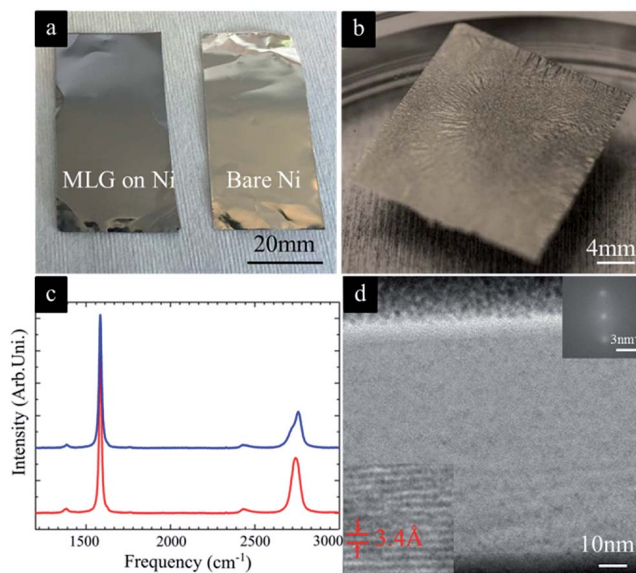 a
MLG on Ni
Bare Ni
20mm
b
4mm
c
Intensity (Arb.Uni.)
1500 2000 2500 3000
Frequency (cm⁻¹)
d
3nm
3.4Å
10nm